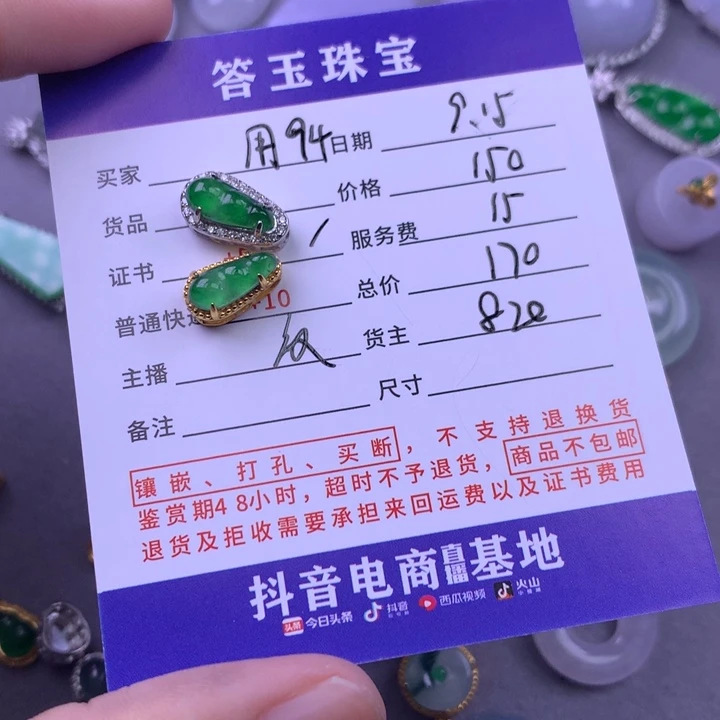 答玉珠宝
买家 用94 日期 9.15
货品 价格 150
证书 / 服务费 15
普通快递 +10 总价 170
主播 货主 820
备注 尺寸
镶嵌、打孔、买断，不支持退换货
鉴赏期48小时，超时不予退货，商品不包邮
退货及拒收需要承担来回运费以及证书费用
抖音电商直播基地
头条 今日头条 抖音 西瓜视频 火山